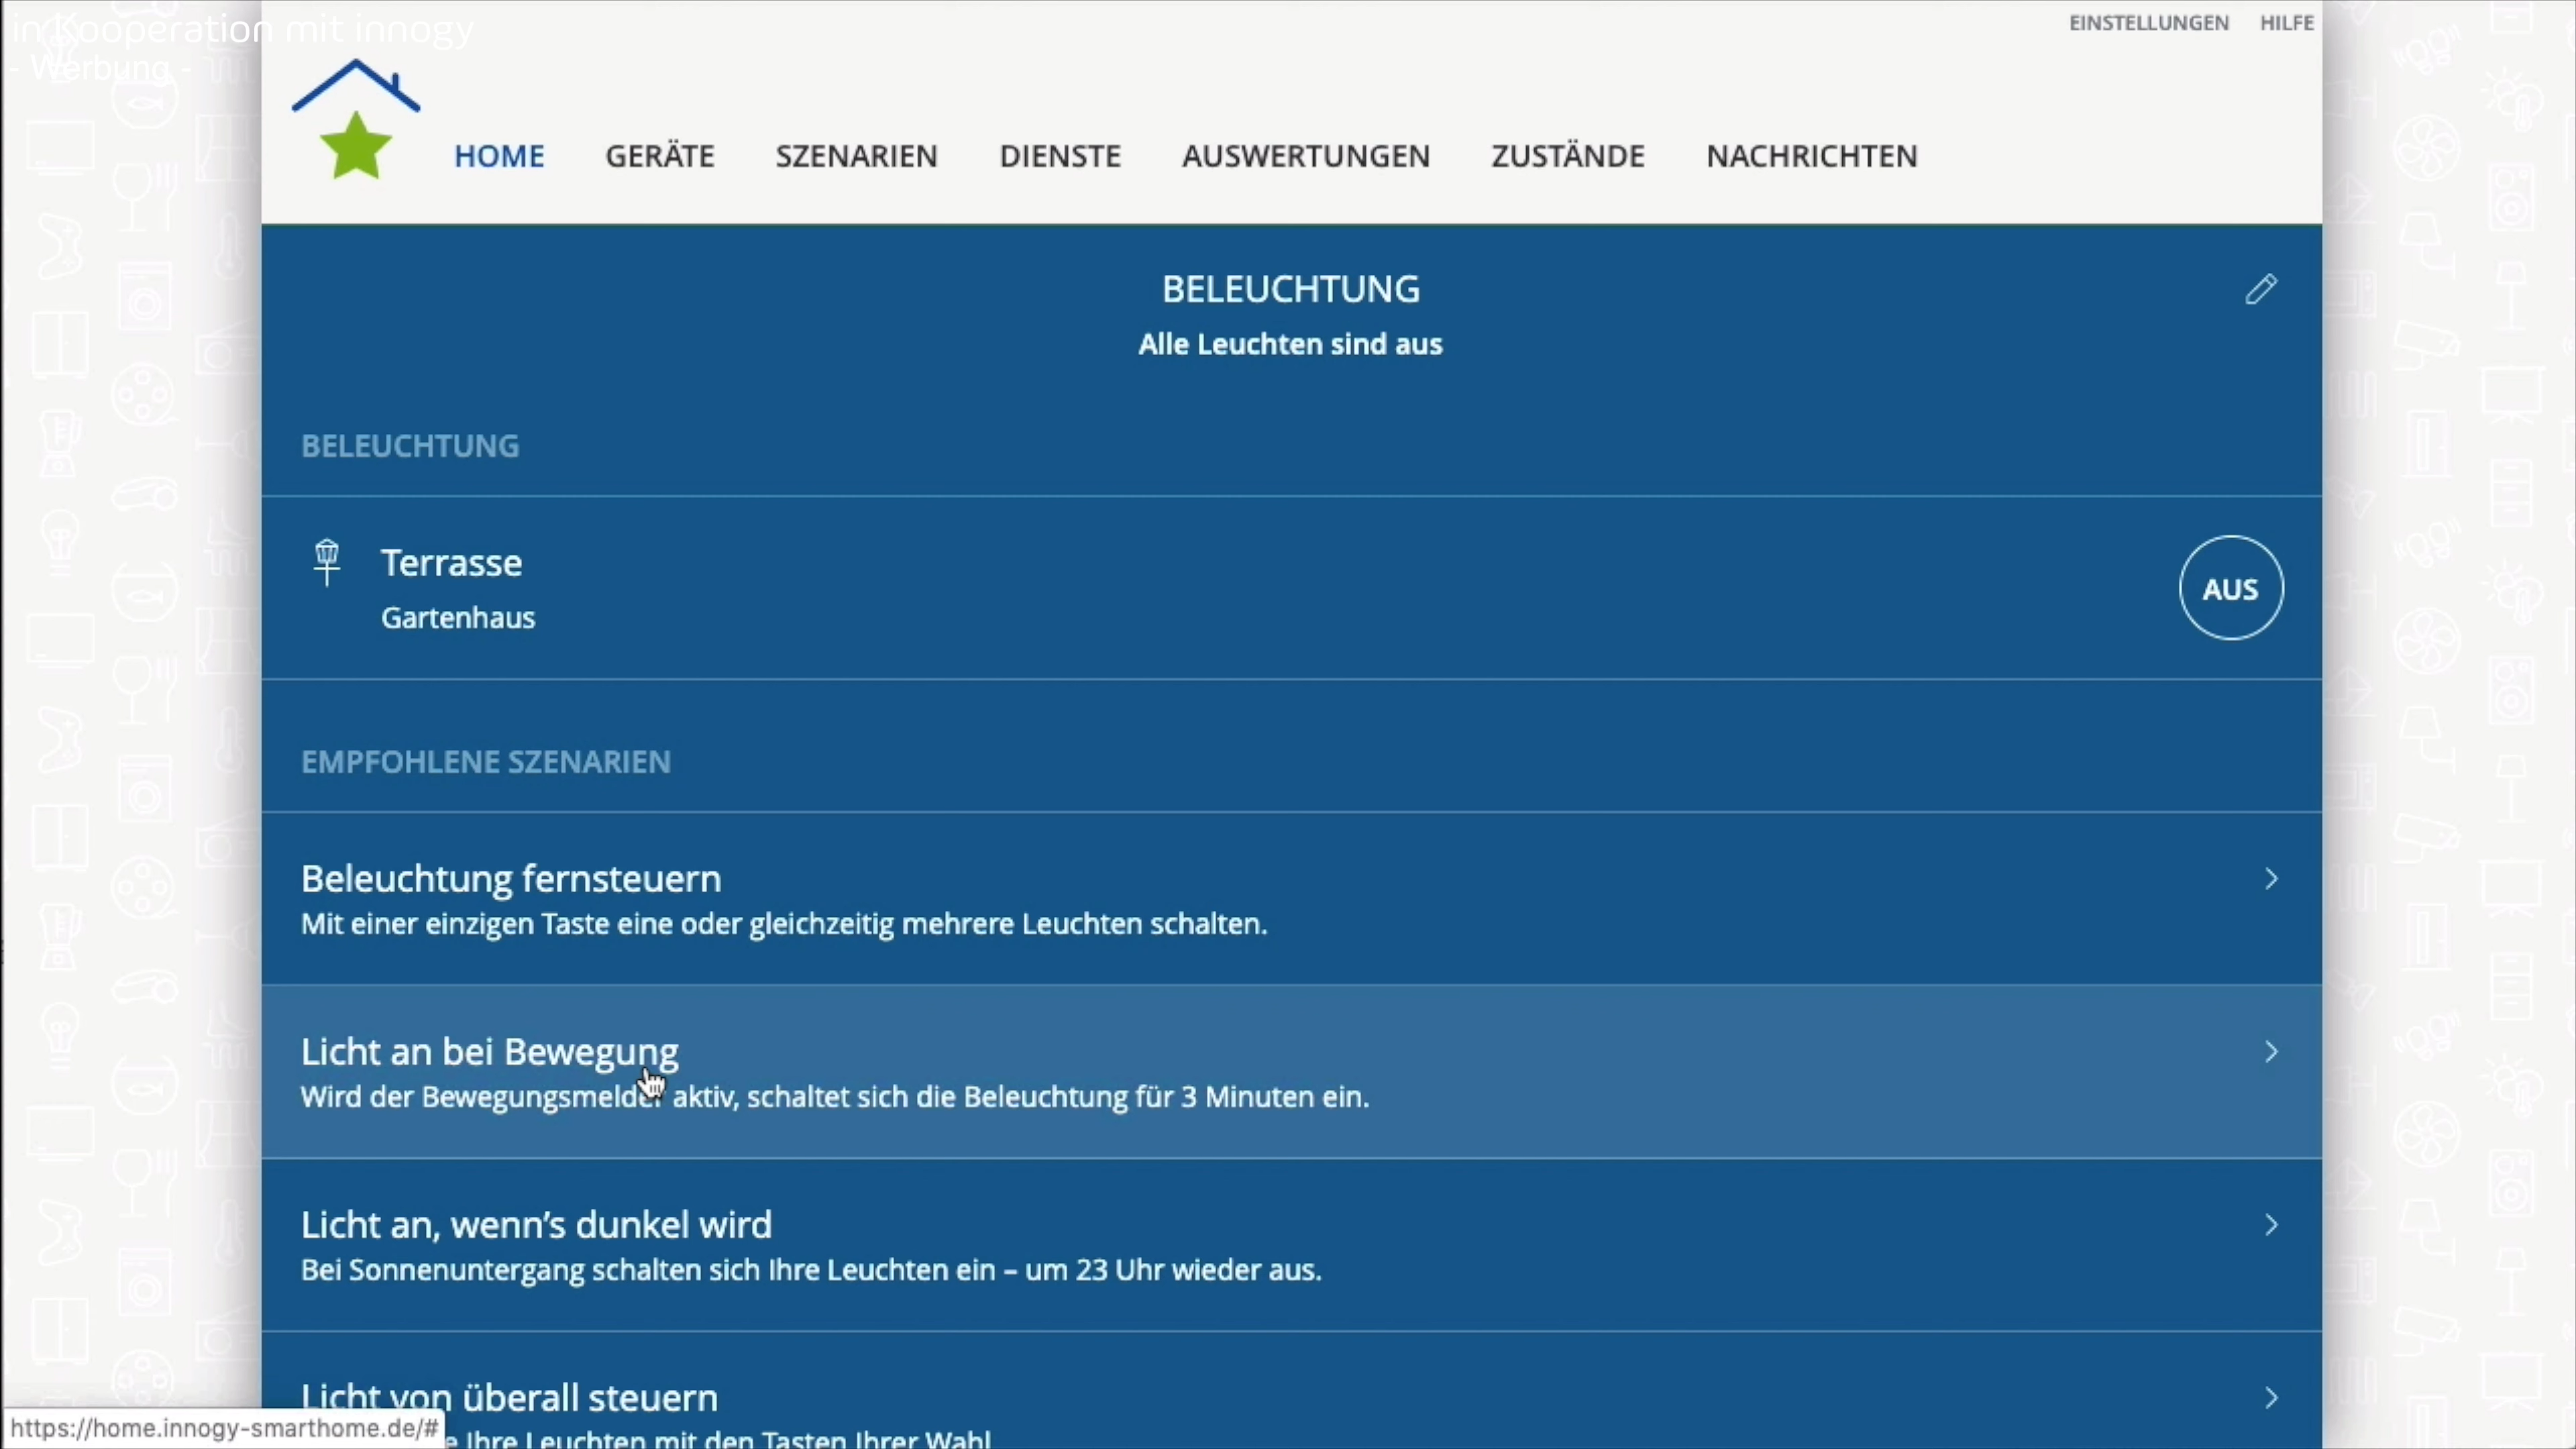 in Kooperation mit innogy
- Werbung -
EINSTELLUNGEN HILFE
HOME GERÄTE SZENARIEN DIENSTE AUSWERTUNGEN ZUSTÄNDE NACHRICHTEN
BELEUCHTUNG
Alle Leuchten sind aus
BELEUCHTUNG
Terrasse
Gartenhaus
AUS
EMPFOHLENE SZENARIEN
Beleuchtung fernsteuern
Mit einer einzigen Taste eine oder gleichzeitig mehrere Leuchten schalten.
Licht an bei Bewegung
Wird der Bewegungsmelder aktiv, schaltet sich die Beleuchtung für 3 Minuten ein.
Licht an, wenn’s dunkel wird
Bei Sonnenuntergang schalten sich Ihre Leuchten ein – um 23 Uhr wieder aus.
Licht von überall steuern
Ihre Leuchten mit den Tasten Ihrer Wahl
https://home.innogy-smarthome.de/#